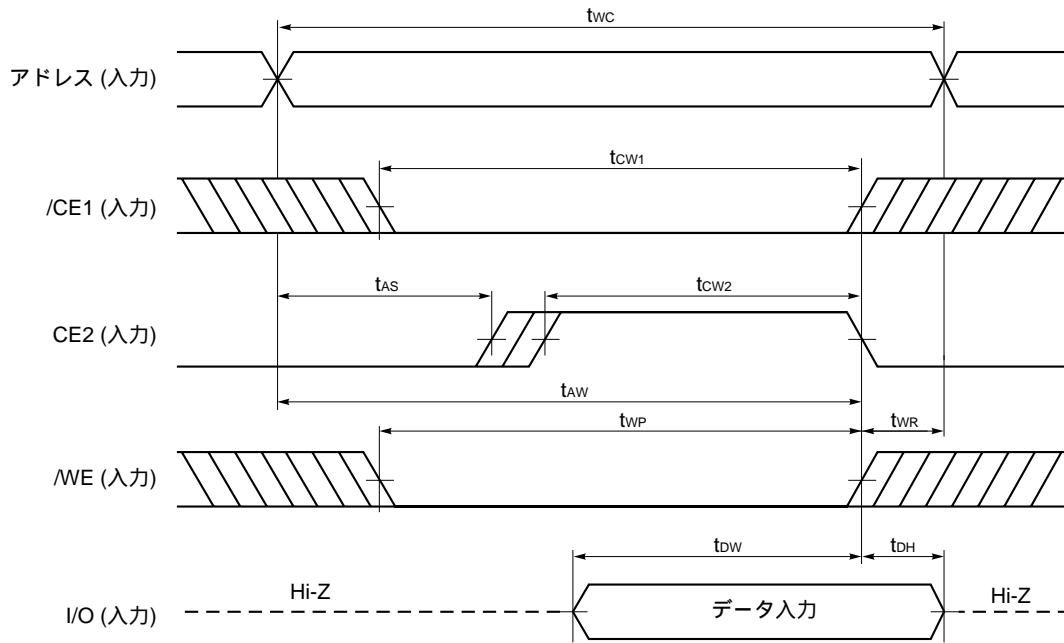 tWC
アドレス (入力)
tCW1
/CE1 (入力)
tAS
tCW2
CE2 (入力)
tAW
tWP
tWR
/WE (入力)
tDW
tDH
Hi-Z
データ入力
Hi-Z
I/O (入力)